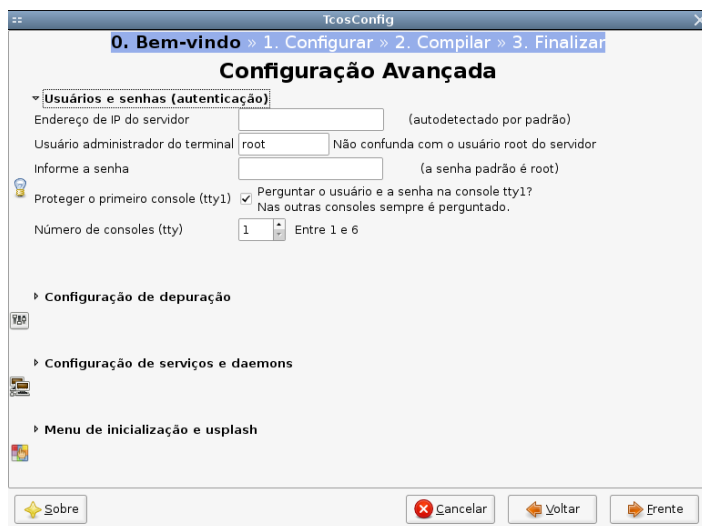 TcosConfig
0. Bem-vindo » 1. Configurar » 2. Compilar » 3. Finalizar
Configuração Avançada
Usuários e senhas (autenticação)
Endereço de IP do servidor (autodetectado por padrão)
Usuário administrador do terminal root Não confunda com o usuário root do servidor
Informe a senha (a senha padrão é root)
Proteger o primeiro console (tty1) Perguntar o usuário e a senha na console tty1?
Nas outras consoles sempre é perguntado.
Número de consoles (tty) 1 Entre 1 e 6
Configuração de depuração
Configuração de serviços e daemons
Menu de inicialização e usplash
Sobre Cancelar Voltar Frente